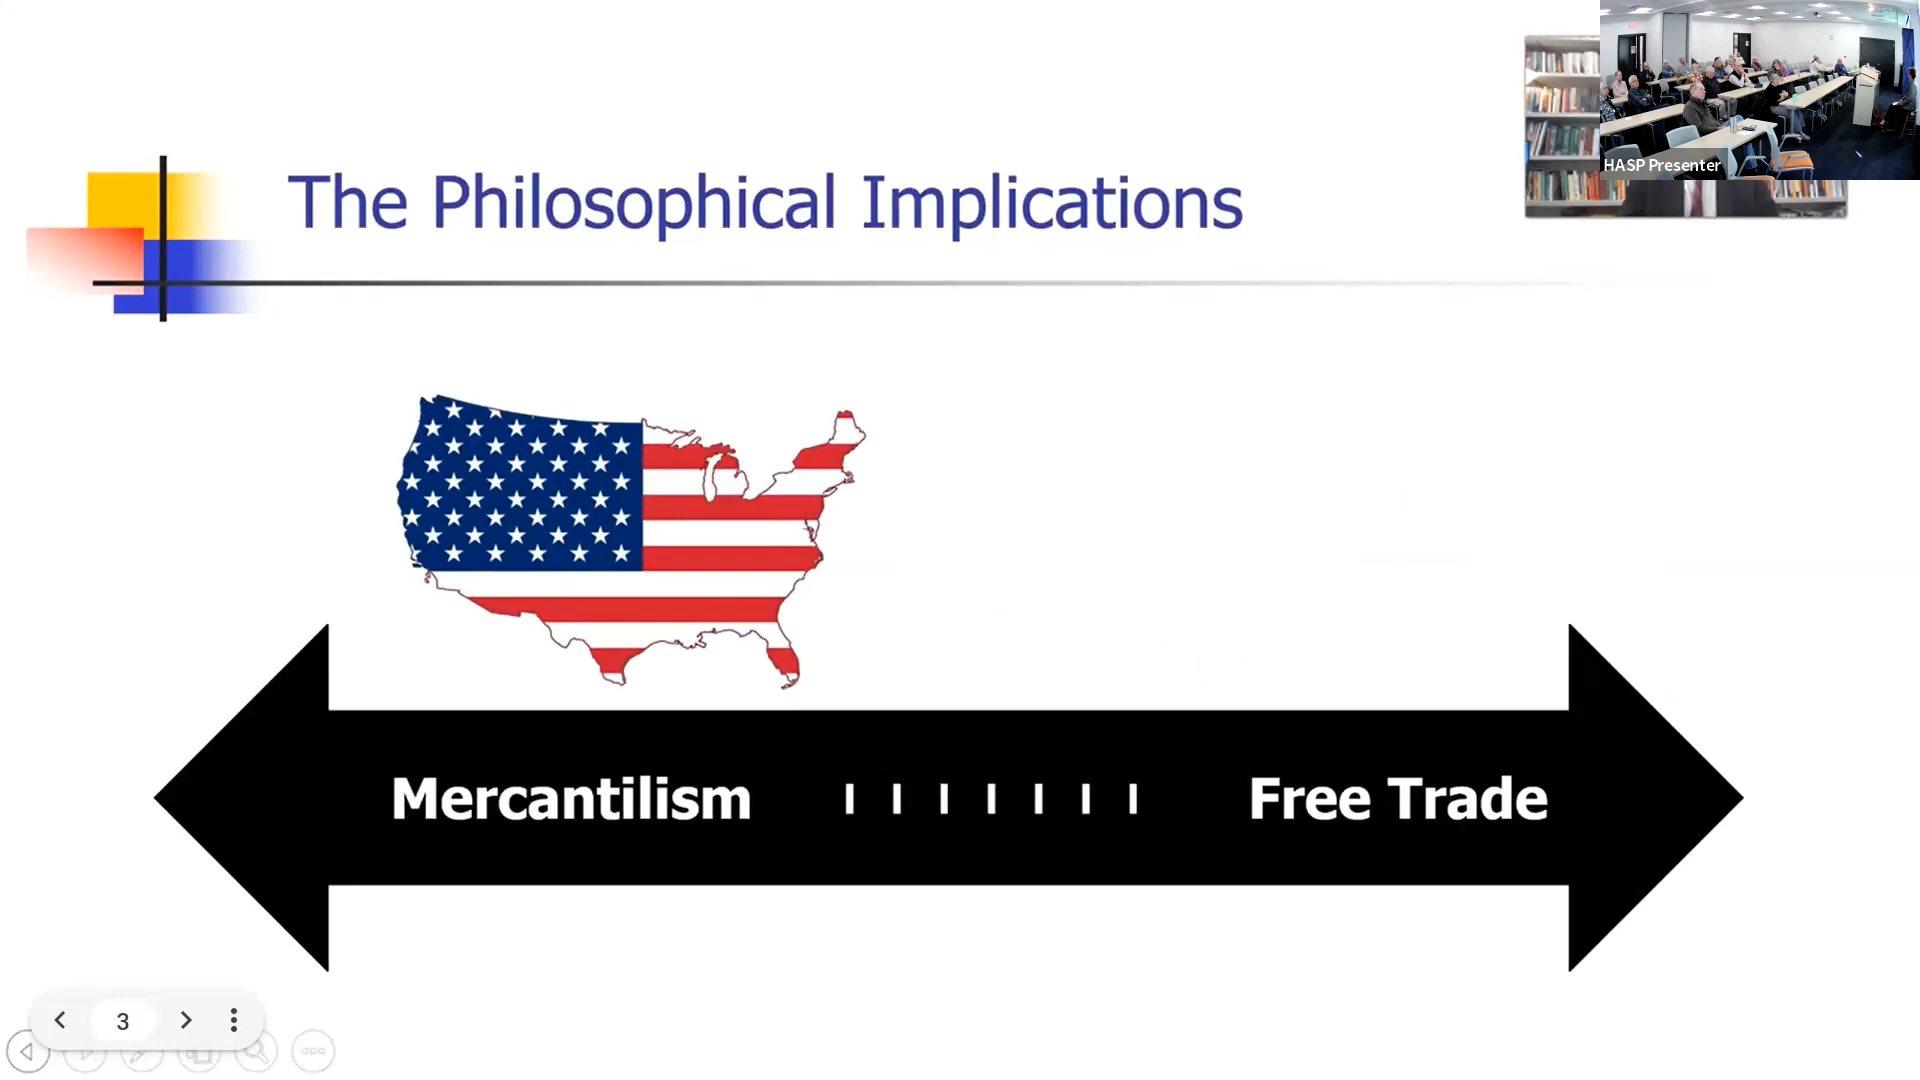 HASP Presenter
The Philosophical Implications
Mercantilism Free Trade
3